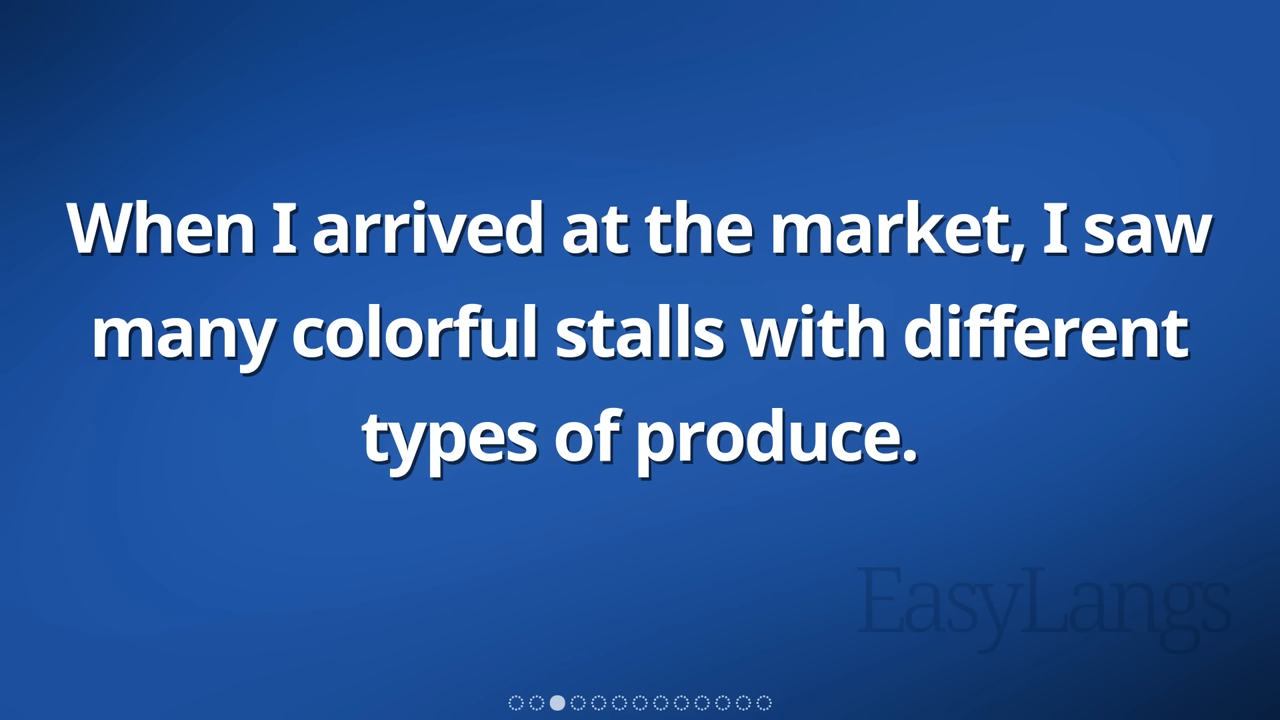 When I arrived at the market, I saw
many colorful stalls with different
types of produce.
EasyLangs